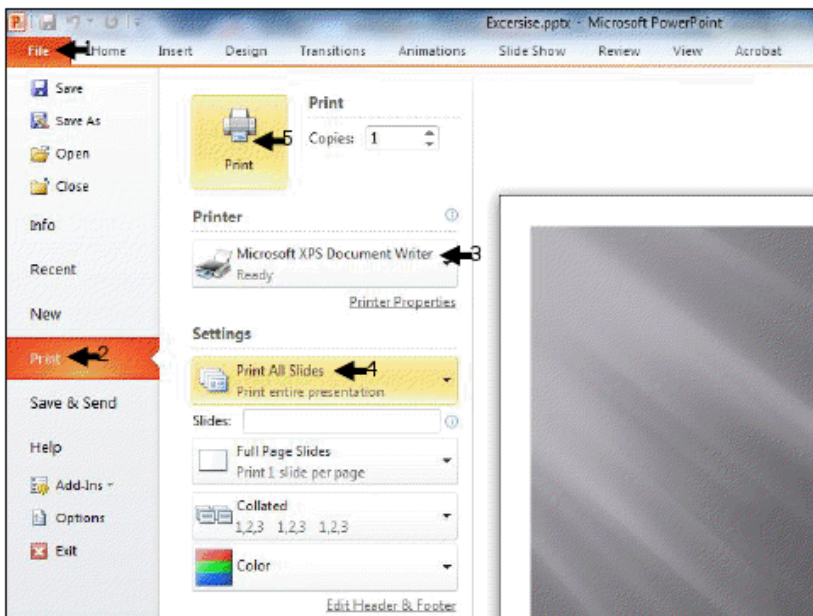 Excersise.pptx - Microsoft PowerPoint
File 1 Home Insert Design Transitions Animations Slide Show Review View Acrobat
Save
Save As
Open
Close
Info
Recent
New
Print 2
Save & Send
Help
Add-Ins
Options
Exit
Print 5
Print
Copies: 1
Printer
Microsoft XPS Document Writer 3
Ready
Printer Properties
Settings
Print All Slides 4
Print entire presentation
Slides:
Full Page Slides
Print 1 slide per page
Collated
1,2,3 1,2,3 1,2,3
Color
Edit Header & Footer